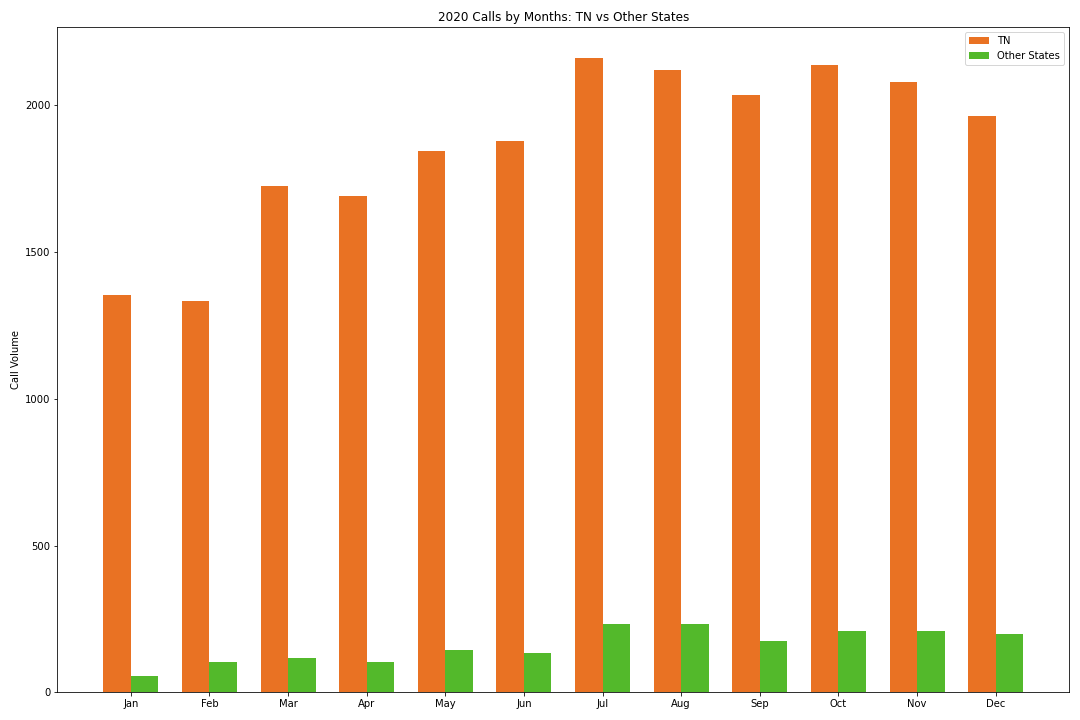 2020 Calls by Months: TN vs Other States
TN
Other States
2000
1500
1000
500
0
Call Volume
Jan Feb Mar Apr May Jun Jul Aug Sep Oct Nov Dec